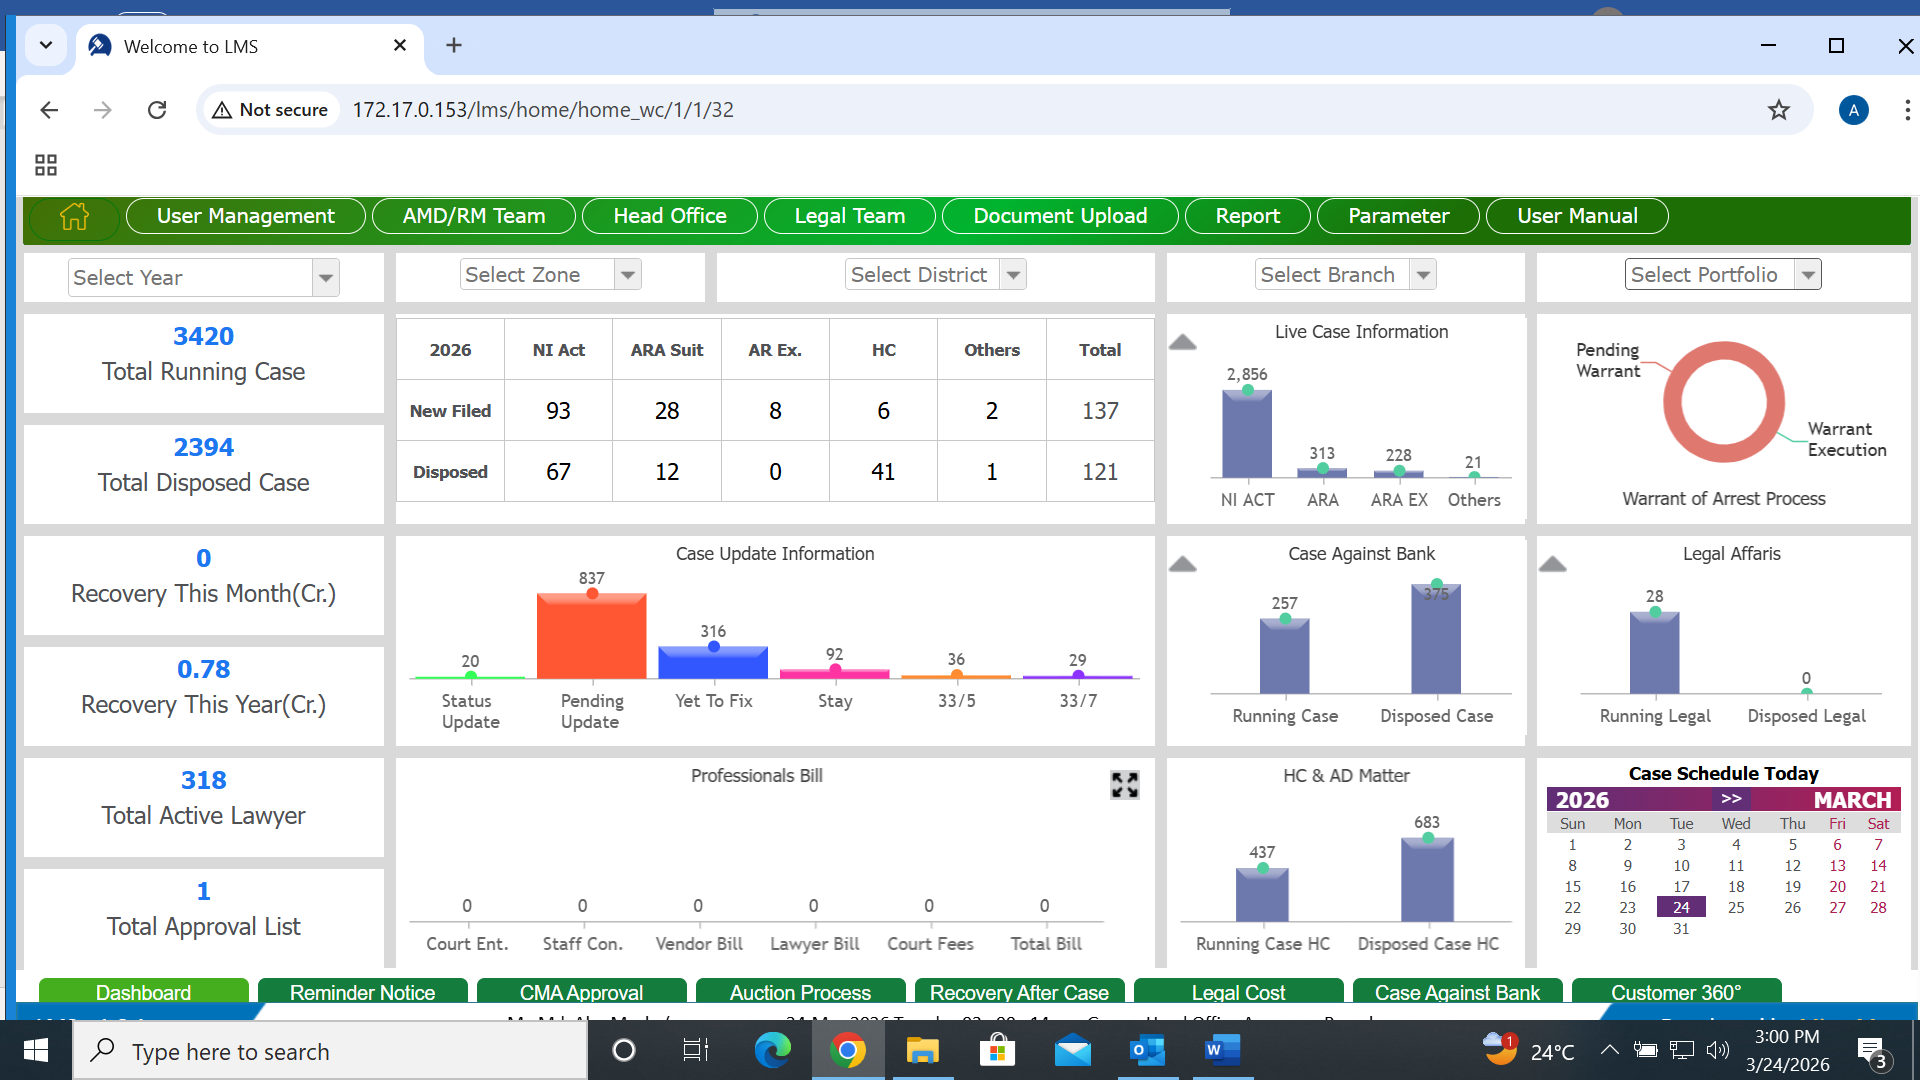 Welcome to LMS
Not secure
172.17.0.153/lms/home/home_wc/1/1/32
A
User Management
AMD/RM Team
Head Office
Legal Team
Document Upload
Report
Parameter
User Manual
Select Year
Select Zone
Select District
Select Branch
Select Portfolio
3420
Total Running Case
2394
Total Disposed Case
0
Recovery This Month(Cr.)
0.78
Recovery This Year(Cr.)
318
Total Active Lawyer
1
Total Approval List
2026 NI Act ARA Suit AR Ex. HC Others Total
New Filed 93 28 8 6 2 137
Disposed 67 12 0 41 1 121
Live Case Information
2,856 313 228 21
NI ACT ARA ARA EX Others
Pending
Warrant
Warrant
Execution
Warrant of Arrest Process
Case Update Information
20 837 316 92 36 29
Status
Update
Pending
Update
Yet To Fix
Stay
33/5
33/7
Case Against Bank
257 375
Running Case Disposed Case
Legal Affaris
28 0
Running Legal Disposed Legal
Professionals Bill
0 0 0 0 0 0
Court Ent. Staff Con. Vendor Bill Lawyer Bill Court Fees Total Bill
HC & AD Matter
437 683
Running Case HC Disposed Case HC
Case Schedule Today
2026 >> MARCH
Sun Mon Tue Wed Thu Fri Sat
1 2 3 4 5 6 7
8 9 10 11 12 13 14
15 16 17 18 19 20 21
22 23 24 25 26 27 28
29 30 31
Dashboard
Reminder Notice
CMA Approval
Auction Process
Recovery After Case
Legal Cost
Case Against Bank
Customer 360°
Type here to search
1
24°C
3:00 PM
3/24/2026
3